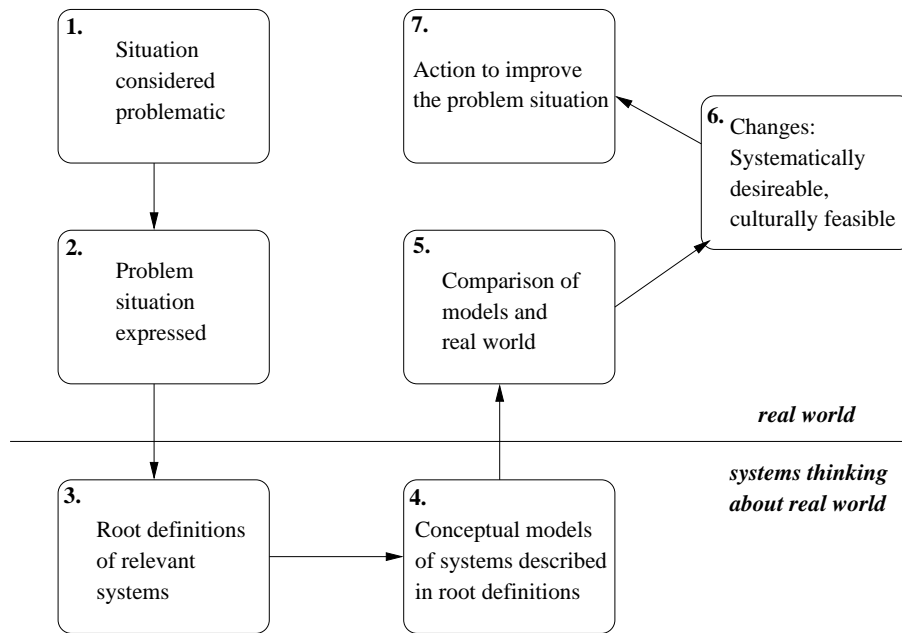 1.
Situation
considered
problematic
2.
Problem
situation
expressed
3.
Root definitions
of relevant
systems
4.
Conceptual models
of systems described
in root definitions
5.
Comparison of
models and
real world
6.
Changes:
Systematically
desireable,
culturally feasible
7.
Action to improve
the problem situation
real world
systems thinking
about real world